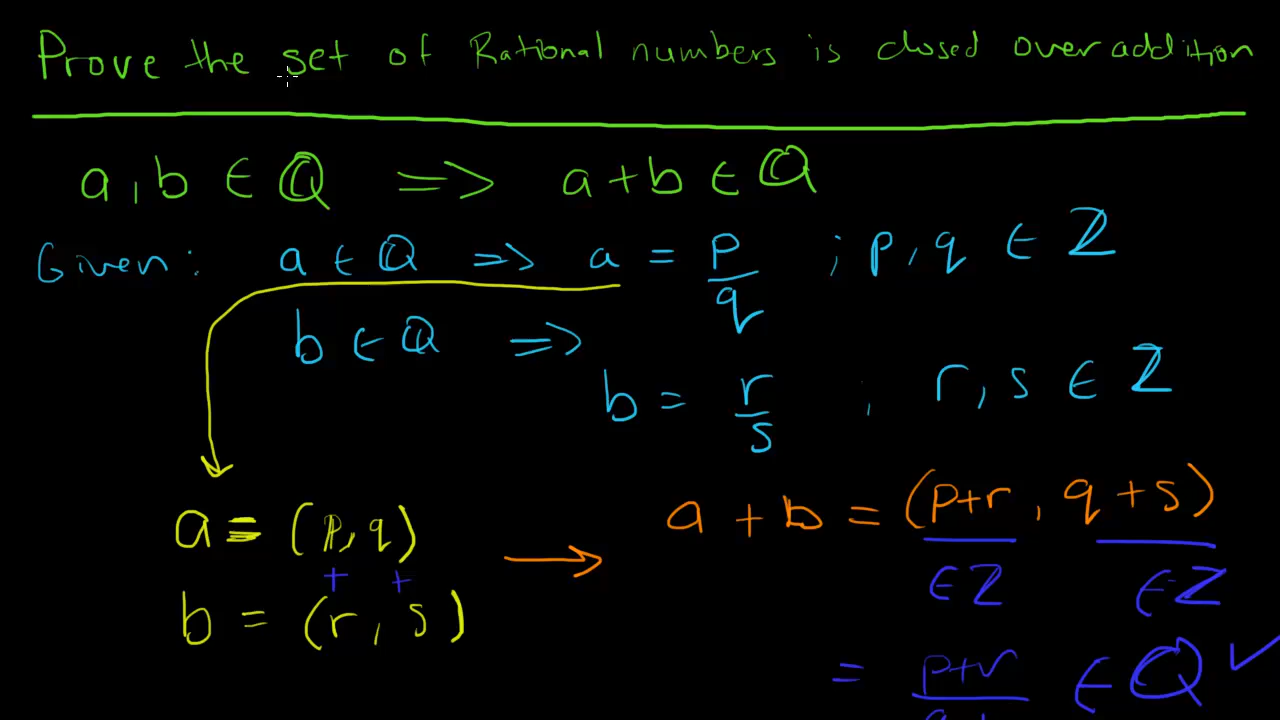 Prove the set of Rational numbers is closed over addition
a, b ∈ ℚ => a + b ∈ ℚ
Given: a ∈ ℚ => a = p/q ; p, q ∈ ℤ
b ∈ ℚ =>
b = r/s ; r, s ∈ ℤ
a + b = (p+r, q+s)
a = (p, q)
+ +
∈ℤ ∈ℤ
b = (r, s)
= p+r ∈ ℚ ✓